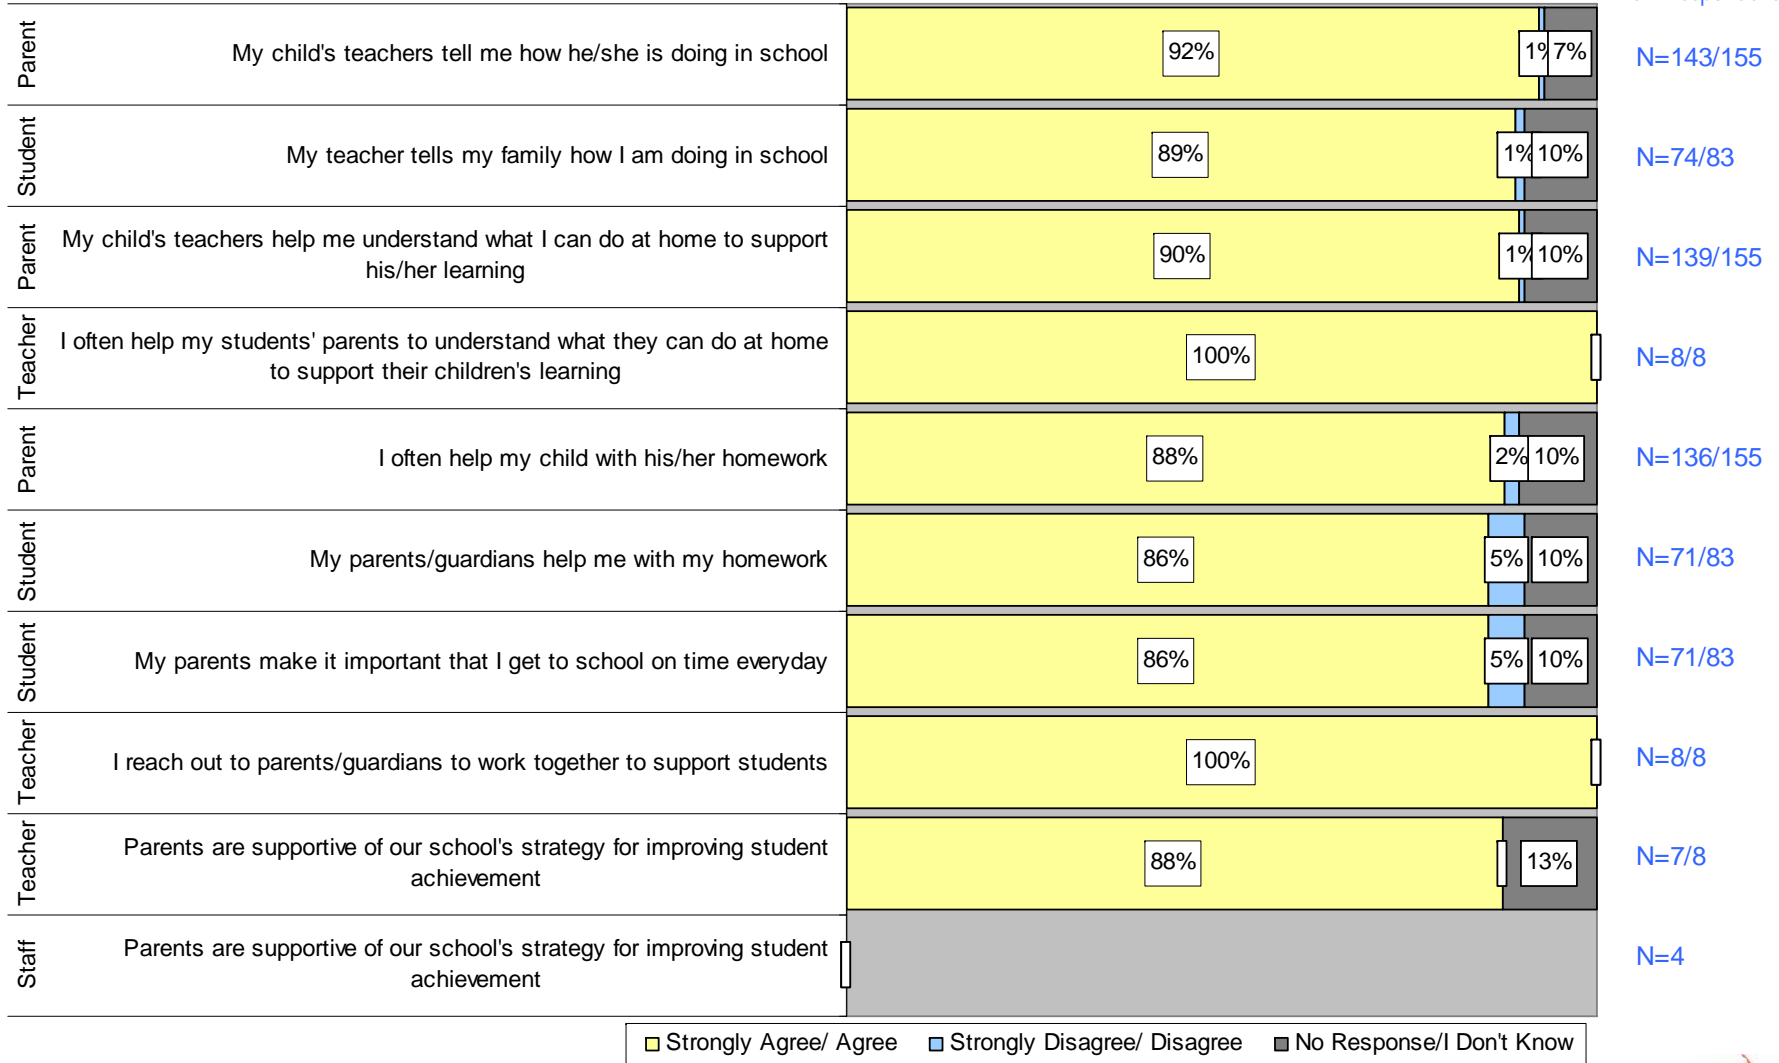 Parent
My child's teachers tell me how he/she is doing in school
92%
1%
7%
N=143/155
Student
My teacher tells my family how I am doing in school
89%
1%
10%
N=74/83
Parent
My child's teachers help me understand what I can do at home to support
his/her learning
90%
1%
10%
N=139/155
Teacher
I often help my students' parents to understand what they can do at home
to support their children's learning
100%
N=8/8
Parent
I often help my child with his/her homework
88%
2%
10%
N=136/155
Student
My parents/guardians help me with my homework
86%
5%
10%
N=71/83
Student
My parents make it important that I get to school on time everyday
86%
5%
10%
N=71/83
Teacher
I reach out to parents/guardians to work together to support students
100%
N=8/8
Teacher
Parents are supportive of our school's strategy for improving student
achievement
88%
13%
N=7/8
Staff
Parents are supportive of our school's strategy for improving student
achievement
N=4
Strongly Agree/ Agree
Strongly Disagree/ Disagree
No Response/I Don't Know